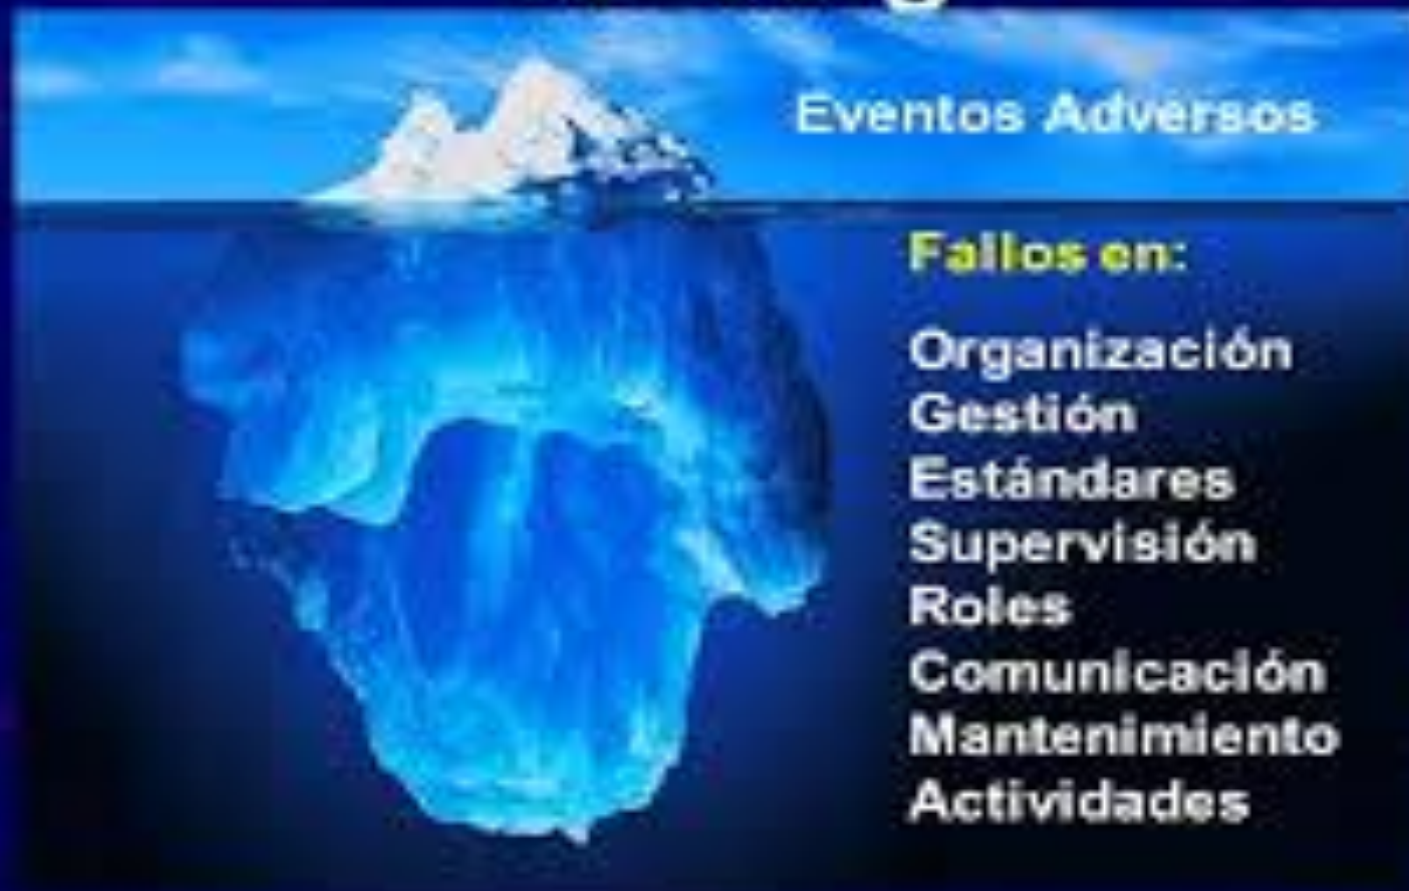 Eventos Adversos
Fallos en:
Organización
Gestión
Estándares
Supervisión
Roles
Comunicación
Mantenimiento
Actividades